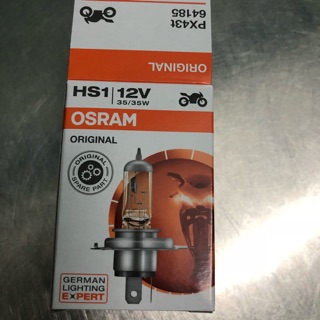 PX43t
64185
ORIGINAL
HS1 12V
35/35W
OSRAM
ORIGINAL
ORIGINAL
SPARE PART
GERMAN
LIGHTING
EXPERT